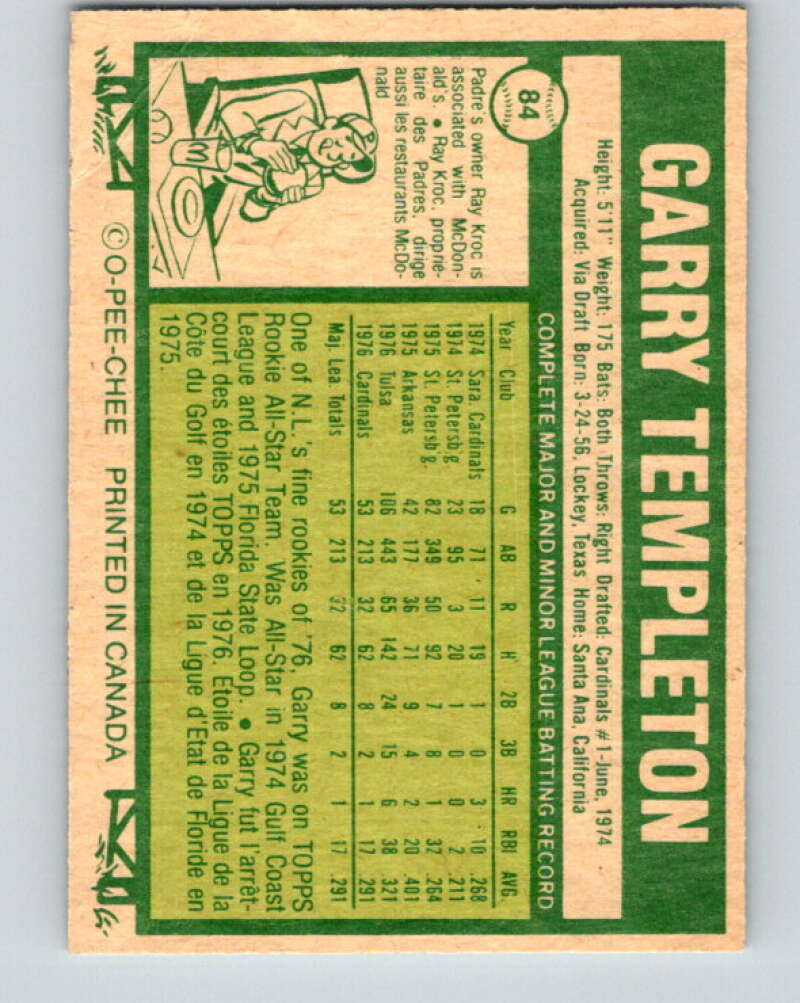 84
GARRY TEMPLETON
Height: 5'11" Weight: 175 Bats: Both Throws: Right Drafted: Cardinals #1-June, 1974
Acquired: Via Draft Born: 3-24-56, Lockey, Texas Home: Santa Ana, California
Padre's owner Ray Kroc is
associated with McDon-
ald's. • Ray Kroc, proprié-
taire des Padres, dirige
aussi les restaurants McDo-
nald
COMPLETE MAJOR AND MINOR LEAGUE BATTING RECORD
Year Club G AB R H 2B 3B HR RBI AVG.
1974 Sara. Cardinals 18 71 11 19 1 0 3 10 .268
1974 St. Petersb'g. 23 95 3 20 1 0 0 2 .211
1975 St. Petersb'g. 82 349 50 92 7 8 1 32 .264
1975 Arkansas 42 177 36 71 9 4 2 20 .401
1976 Tulsa 106 443 65 142 24 15 6 38 .321
1976 Cardinals 53 213 32 62 8 2 1 17 .291
Maj. Lea. Totals 53 213 32 62 8 2 1 17 .291
One of N.L.'s fine rookies of '76, Garry was on TOPPS
Rookie All-Star Team. Was All-Star in 1974 Gulf Coast
League and 1975 Florida State Loop. • Garry fut l'arrêt-
court des étoiles TOPPS en 1976. Etoile de la Ligue de la
Côte du Golf en 1974 et de la Ligue d'Etat de Floride en
1975.
© O-PEE-CHEE PRINTED IN CANADA